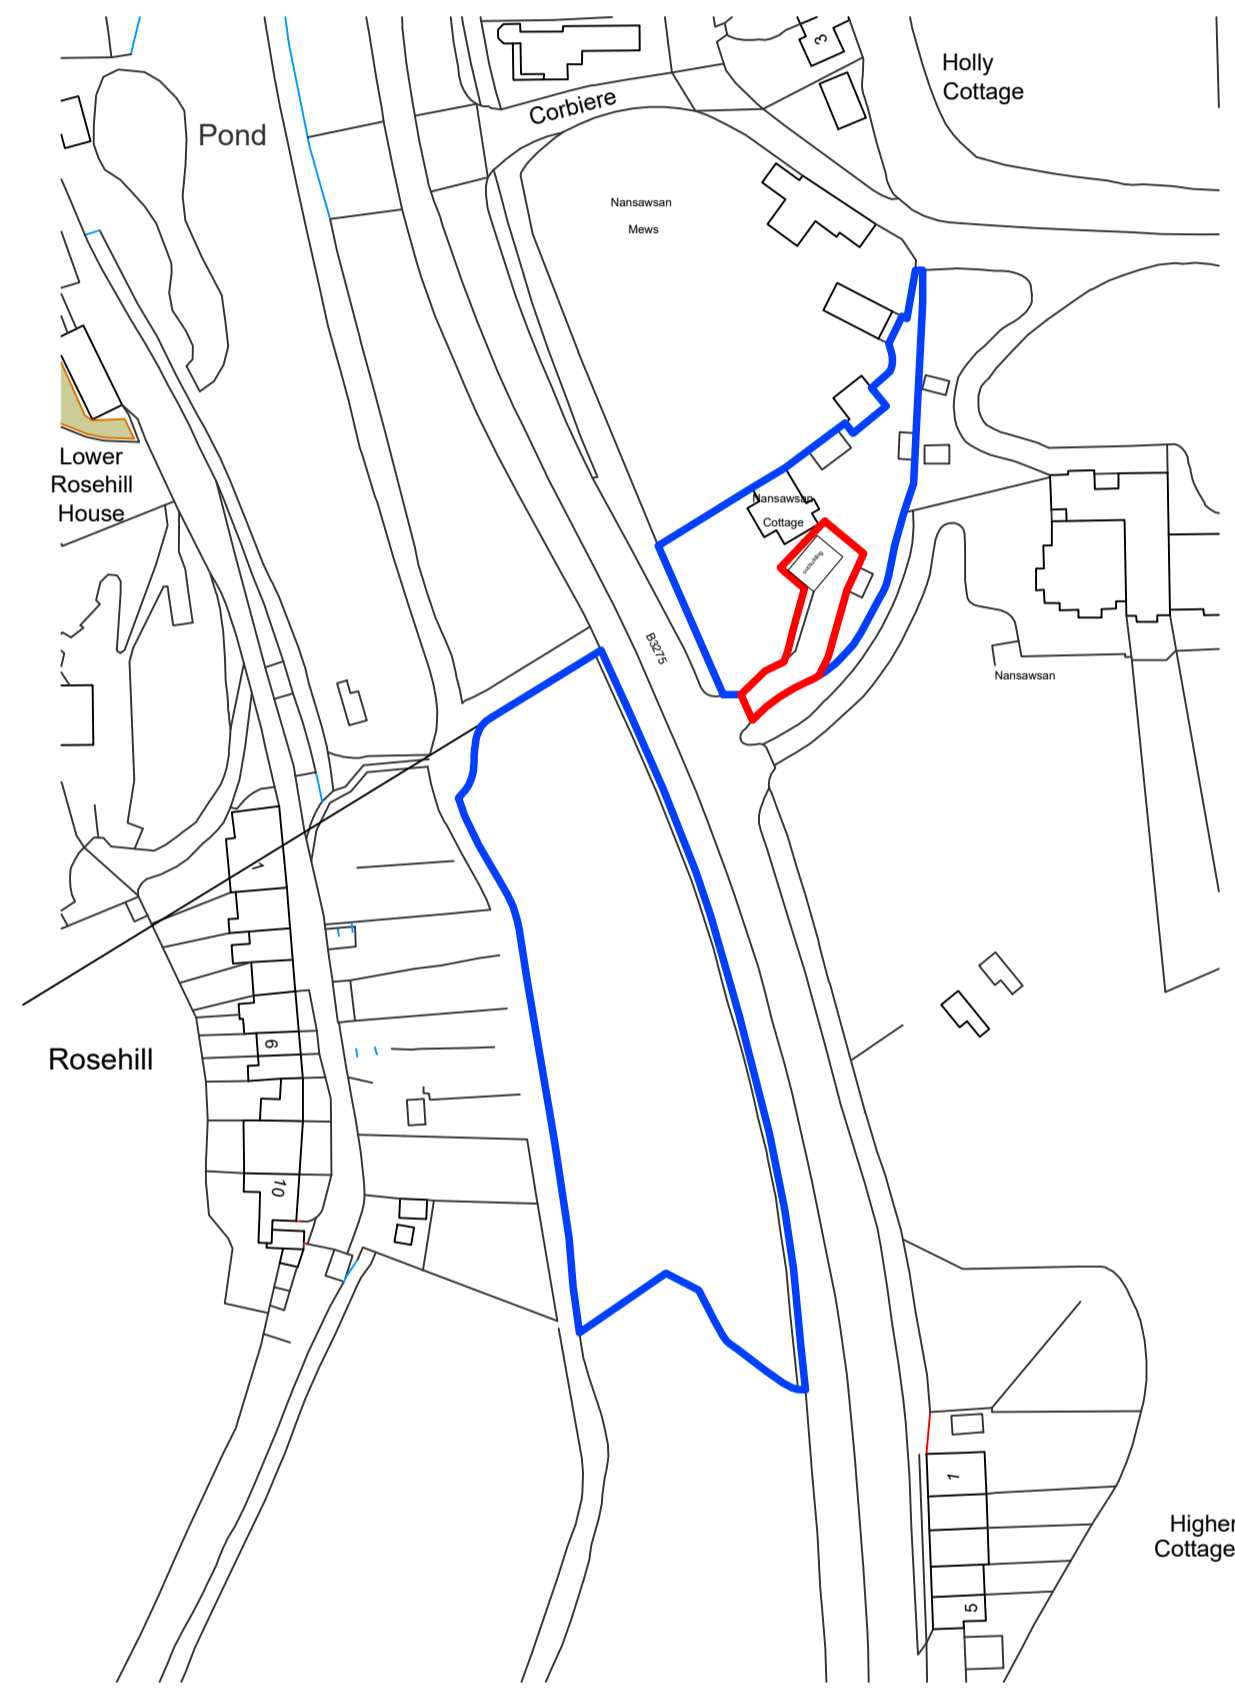 Holly
Cottage
3
Corbiere
Pond
Nansawsan
Mews
Lower
Rosehill
House
Nansawsan
Cottage
outbuilding
B3275
Nansawsan
1
6
Rosehill
10
1
Higher
Cottage
5